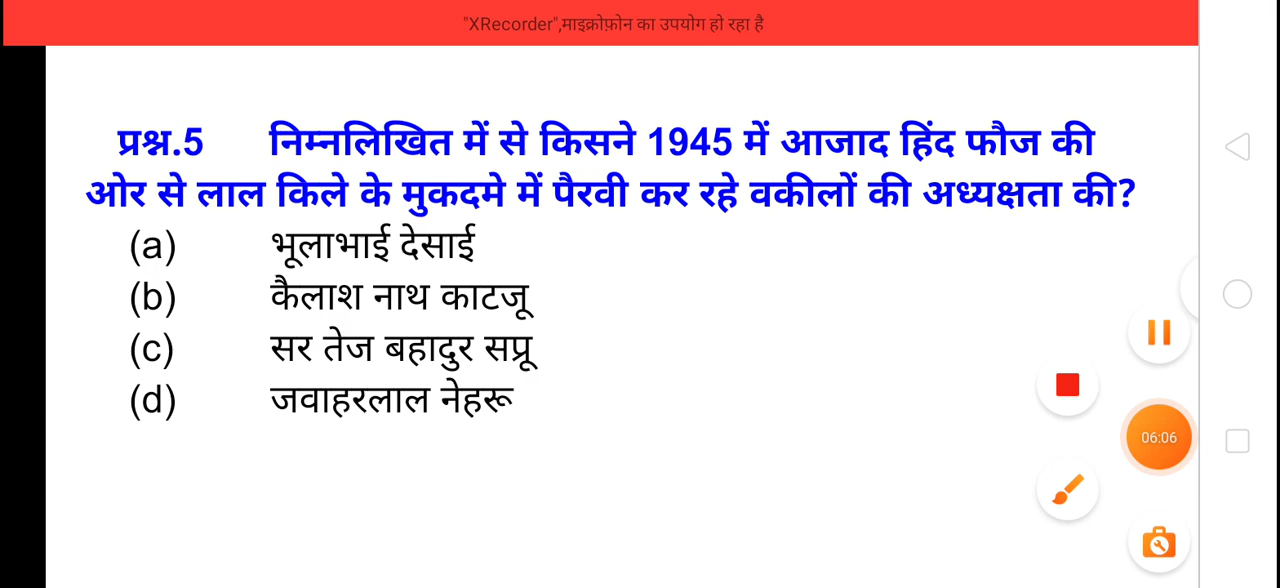 "XRecorder",माइक्रोफ़ोन का उपयोग हो रहा है
प्रश्न.5 निम्नलिखित में से किसने 1945 में आजाद हिंद फौज की
ओर से लाल किले के मुकदमे में पैरवी कर रहे वकीलों की अध्यक्षता की?
(a) भूलाभाई देसाई
(b) कैलाश नाथ काटजू
(c) सर तेज बहादुर सप्रू
(d) जवाहरलाल नेहरू
06:06